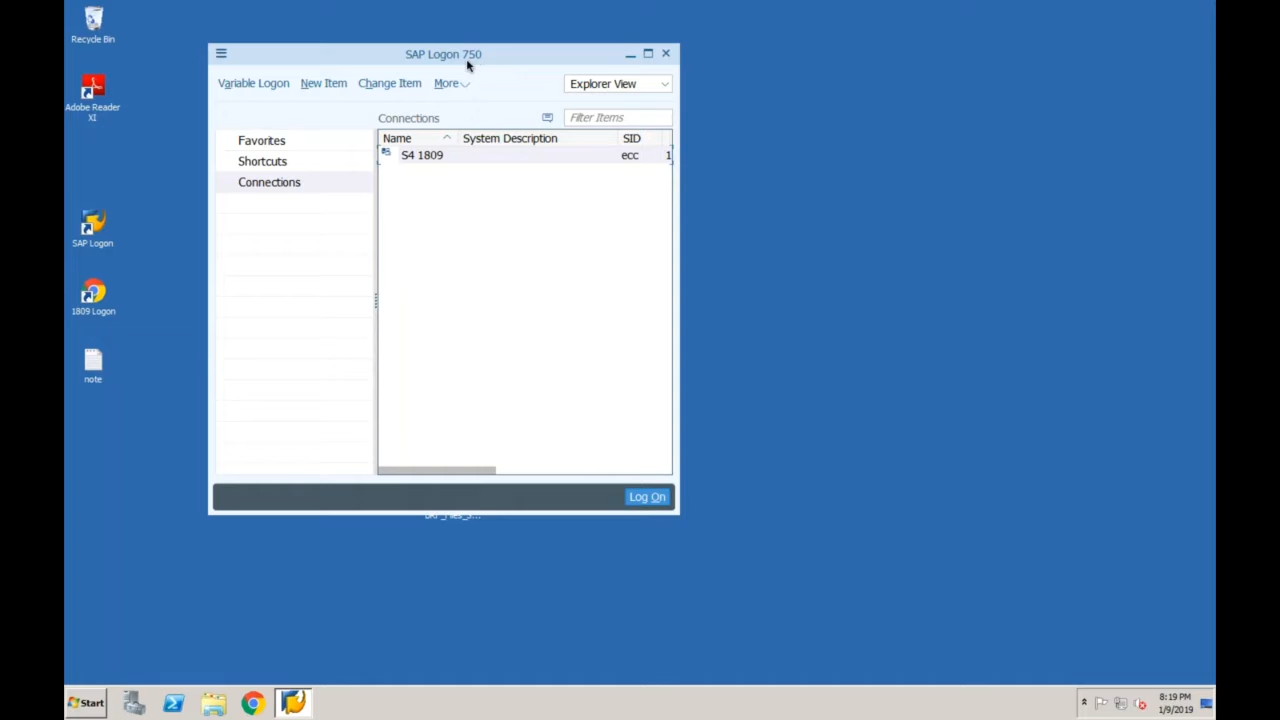 Recycle Bin
Adobe Reader
XI
SAP Logon
1809 Logon
note
SAP Logon 750
Variable Logon New Item Change Item More
Explorer View
Connections
Filter Items
Favorites
Shortcuts
Connections
Name System Description SID
S4 1809 ecc 1
Log On
Start
8:19 PM
1/9/2019